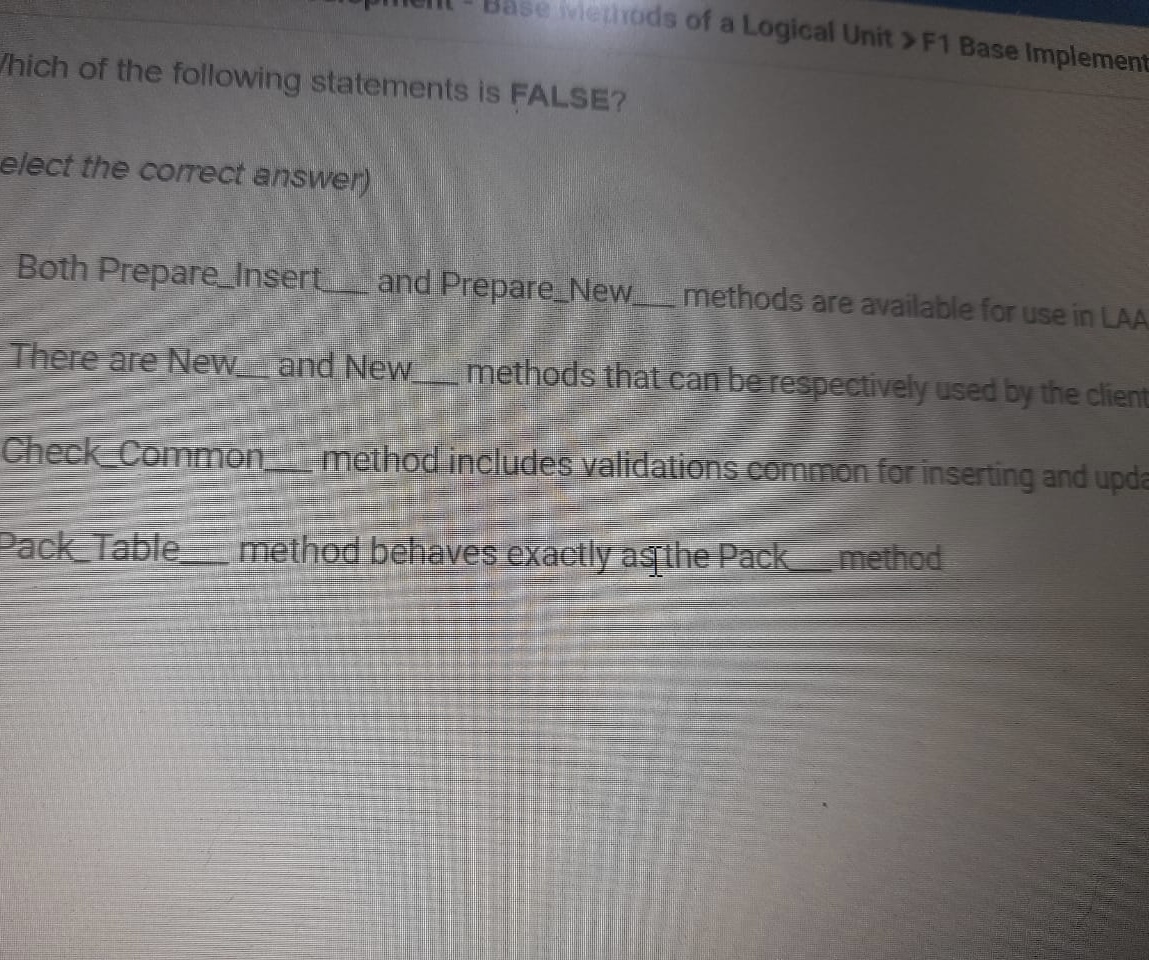 - Base Methods of a Logical Unit > F1 Base Implement
hich of the following statements is FALSE?
elect the correct answer)
Both Prepare_Insert___ and Prepare_New___ methods are available for use in LAA
There are New__ and New___ methods that can be respectively used by the client
Check_Common___ method includes validations common for inserting and upda
Pack_Table___ method behaves exactly as the Pack___ method